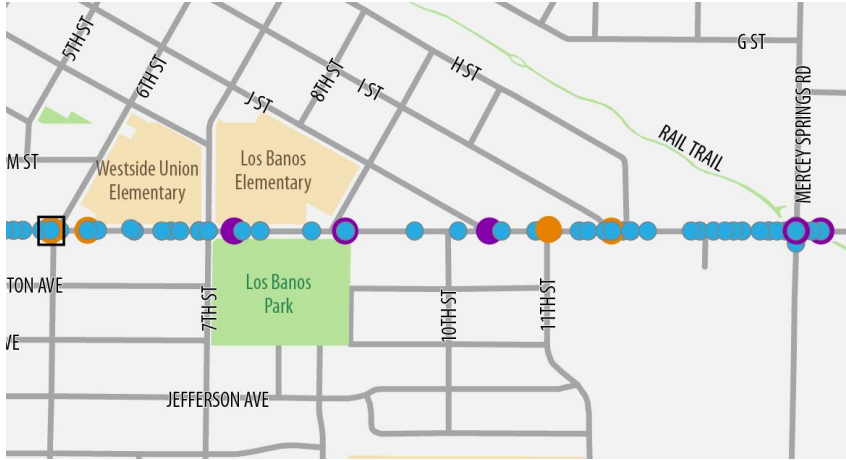 5TH ST
6TH ST
J ST
8TH ST
I ST
H ST
G ST
MERCEY SPRINGS RD
RAIL TRAIL
M ST
Westside Union
Elementary
Los Banos
Elementary
TON AVE
7TH ST
Los Banos
Park
10TH ST
11TH ST
VE
JEFFERSON AVE